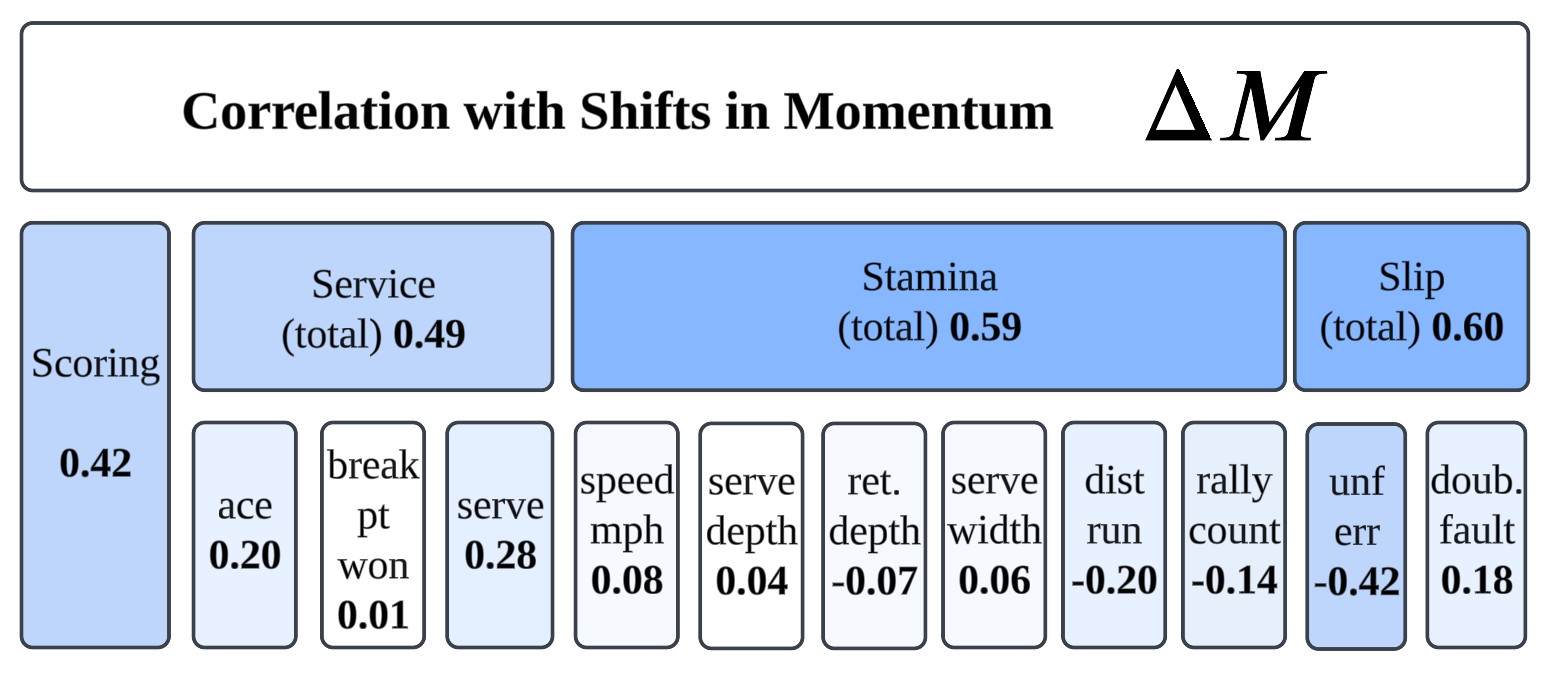 Correlation with Shifts in Momentum ΔM
Scoring
0.42
Service
(total) 0.49
Stamina
(total) 0.59
Slip
(total) 0.60
ace
0.20
break
pt
won
0.01
serve
0.28
speed
mph
0.08
serve
depth
0.04
ret.
depth
-0.07
serve
width
0.06
dist
run
-0.20
rally
count
-0.14
unf
err
-0.42
doub.
fault
0.18